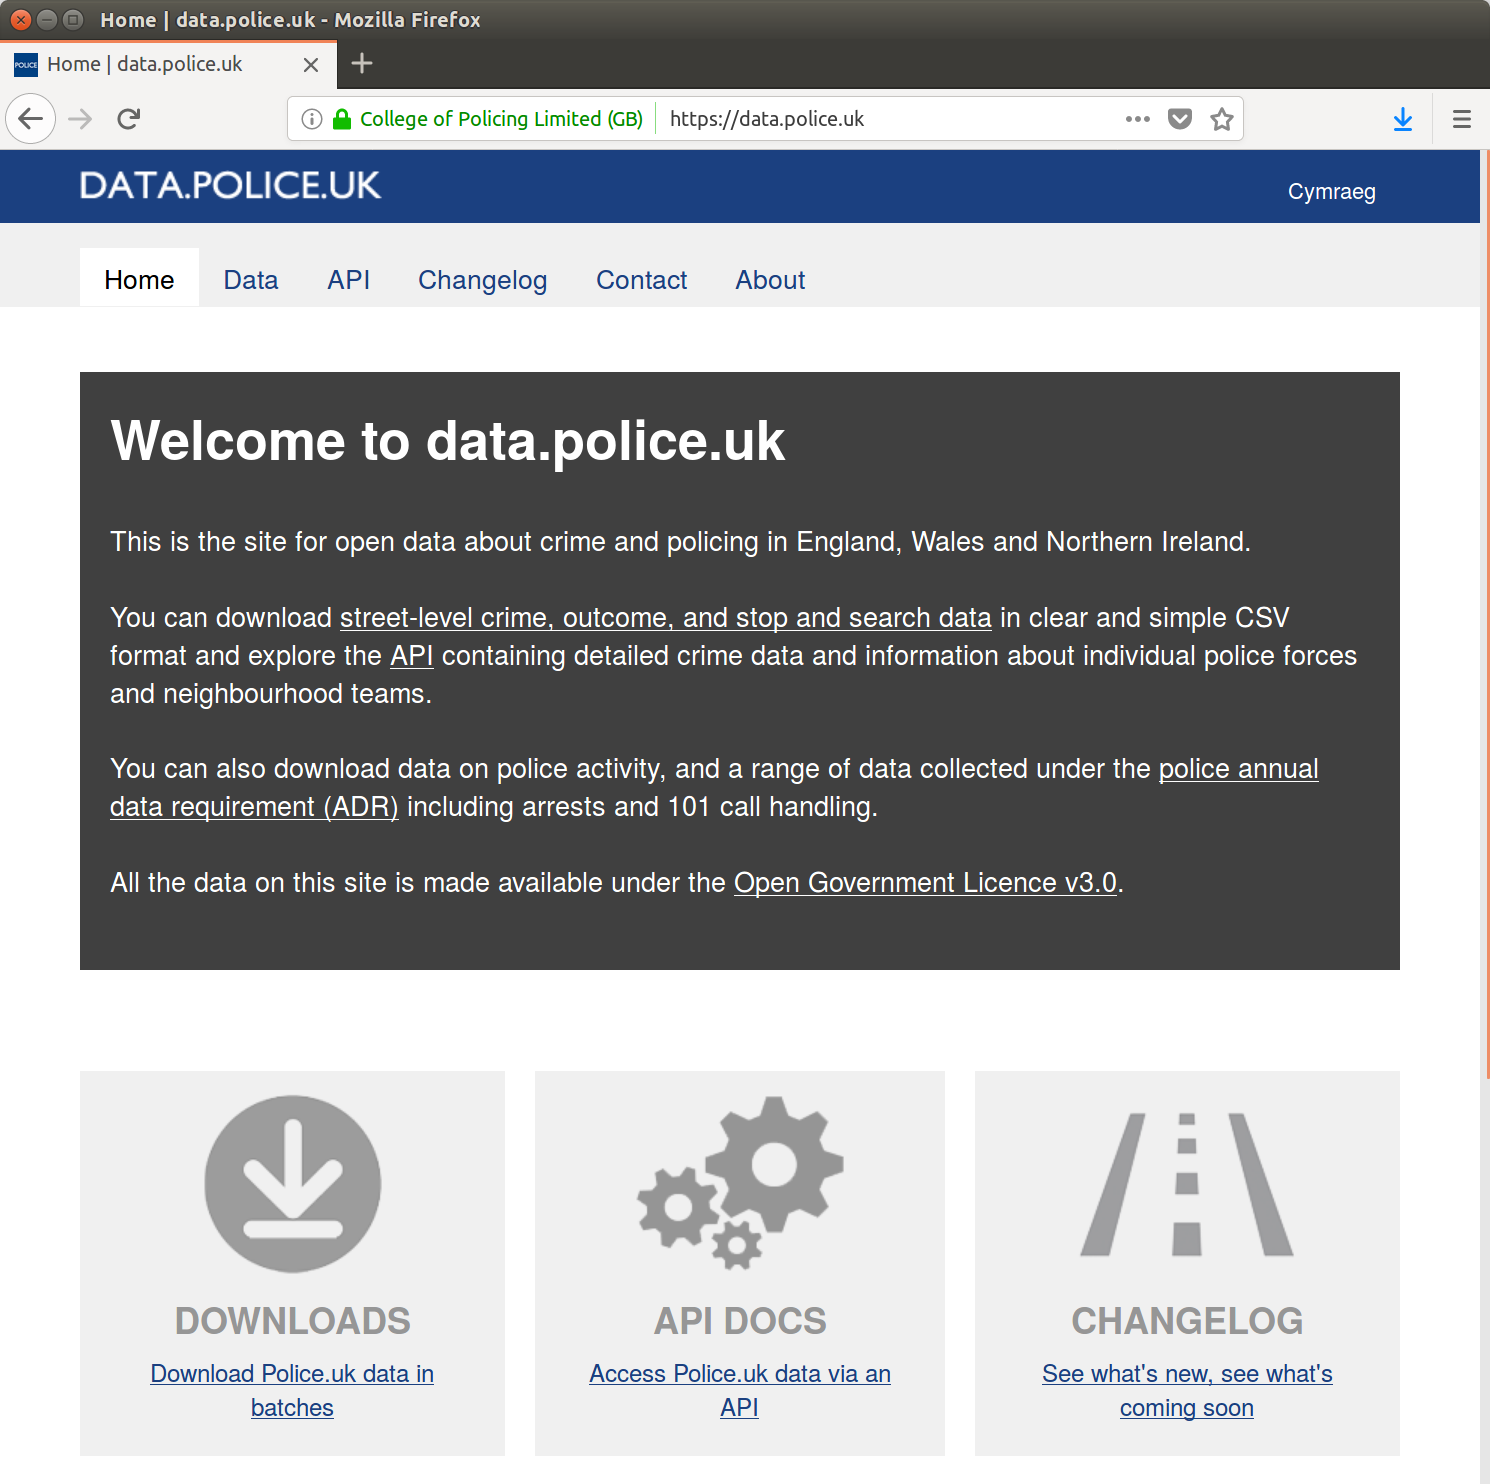 Home | data.police.uk - Mozilla Firefox
POLICE Home | data.police.uk
College of Policing Limited (GB) https://data.police.uk
DATA.POLICE.UK
Cymraeg
Home Data API Changelog Contact About
Welcome to data.police.uk
This is the site for open data about crime and policing in England, Wales and Northern Ireland.
You can download street-level crime, outcome, and stop and search data in clear and simple CSV
format and explore the API containing detailed crime data and information about individual police forces
and neighbourhood teams.
You can also download data on police activity, and a range of data collected under the police annual
data requirement (ADR) including arrests and 101 call handling.
All the data on this site is made available under the Open Government Licence v3.0.
DOWNLOADS
Download Police.uk data in
batches
API DOCS
Access Police.uk data via an
API
CHANGELOG
See what's new, see what's
coming soon